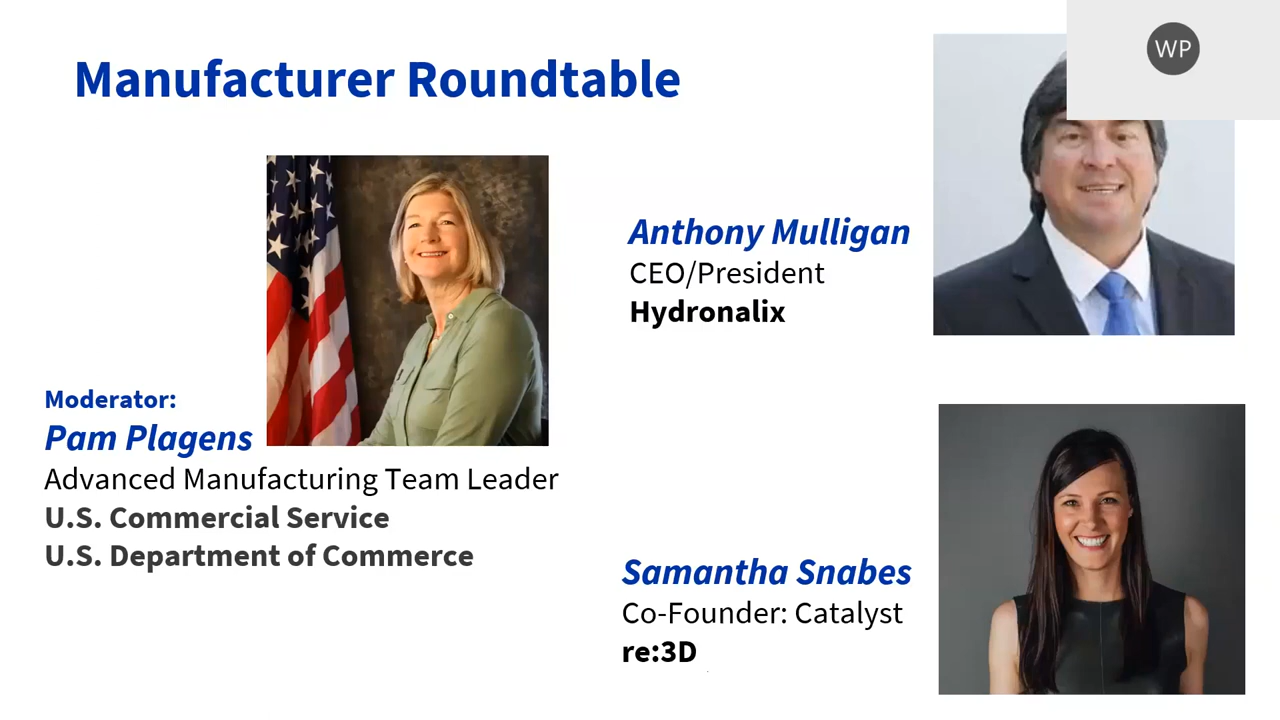 Manufacturer Roundtable
WP
Anthony Mulligan
CEO/President
Hydronalix
Moderator:
Pam Plagens
Advanced Manufacturing Team Leader
U.S. Commercial Service
U.S. Department of Commerce
Samantha Snabes
Co-Founder: Catalyst
re:3D